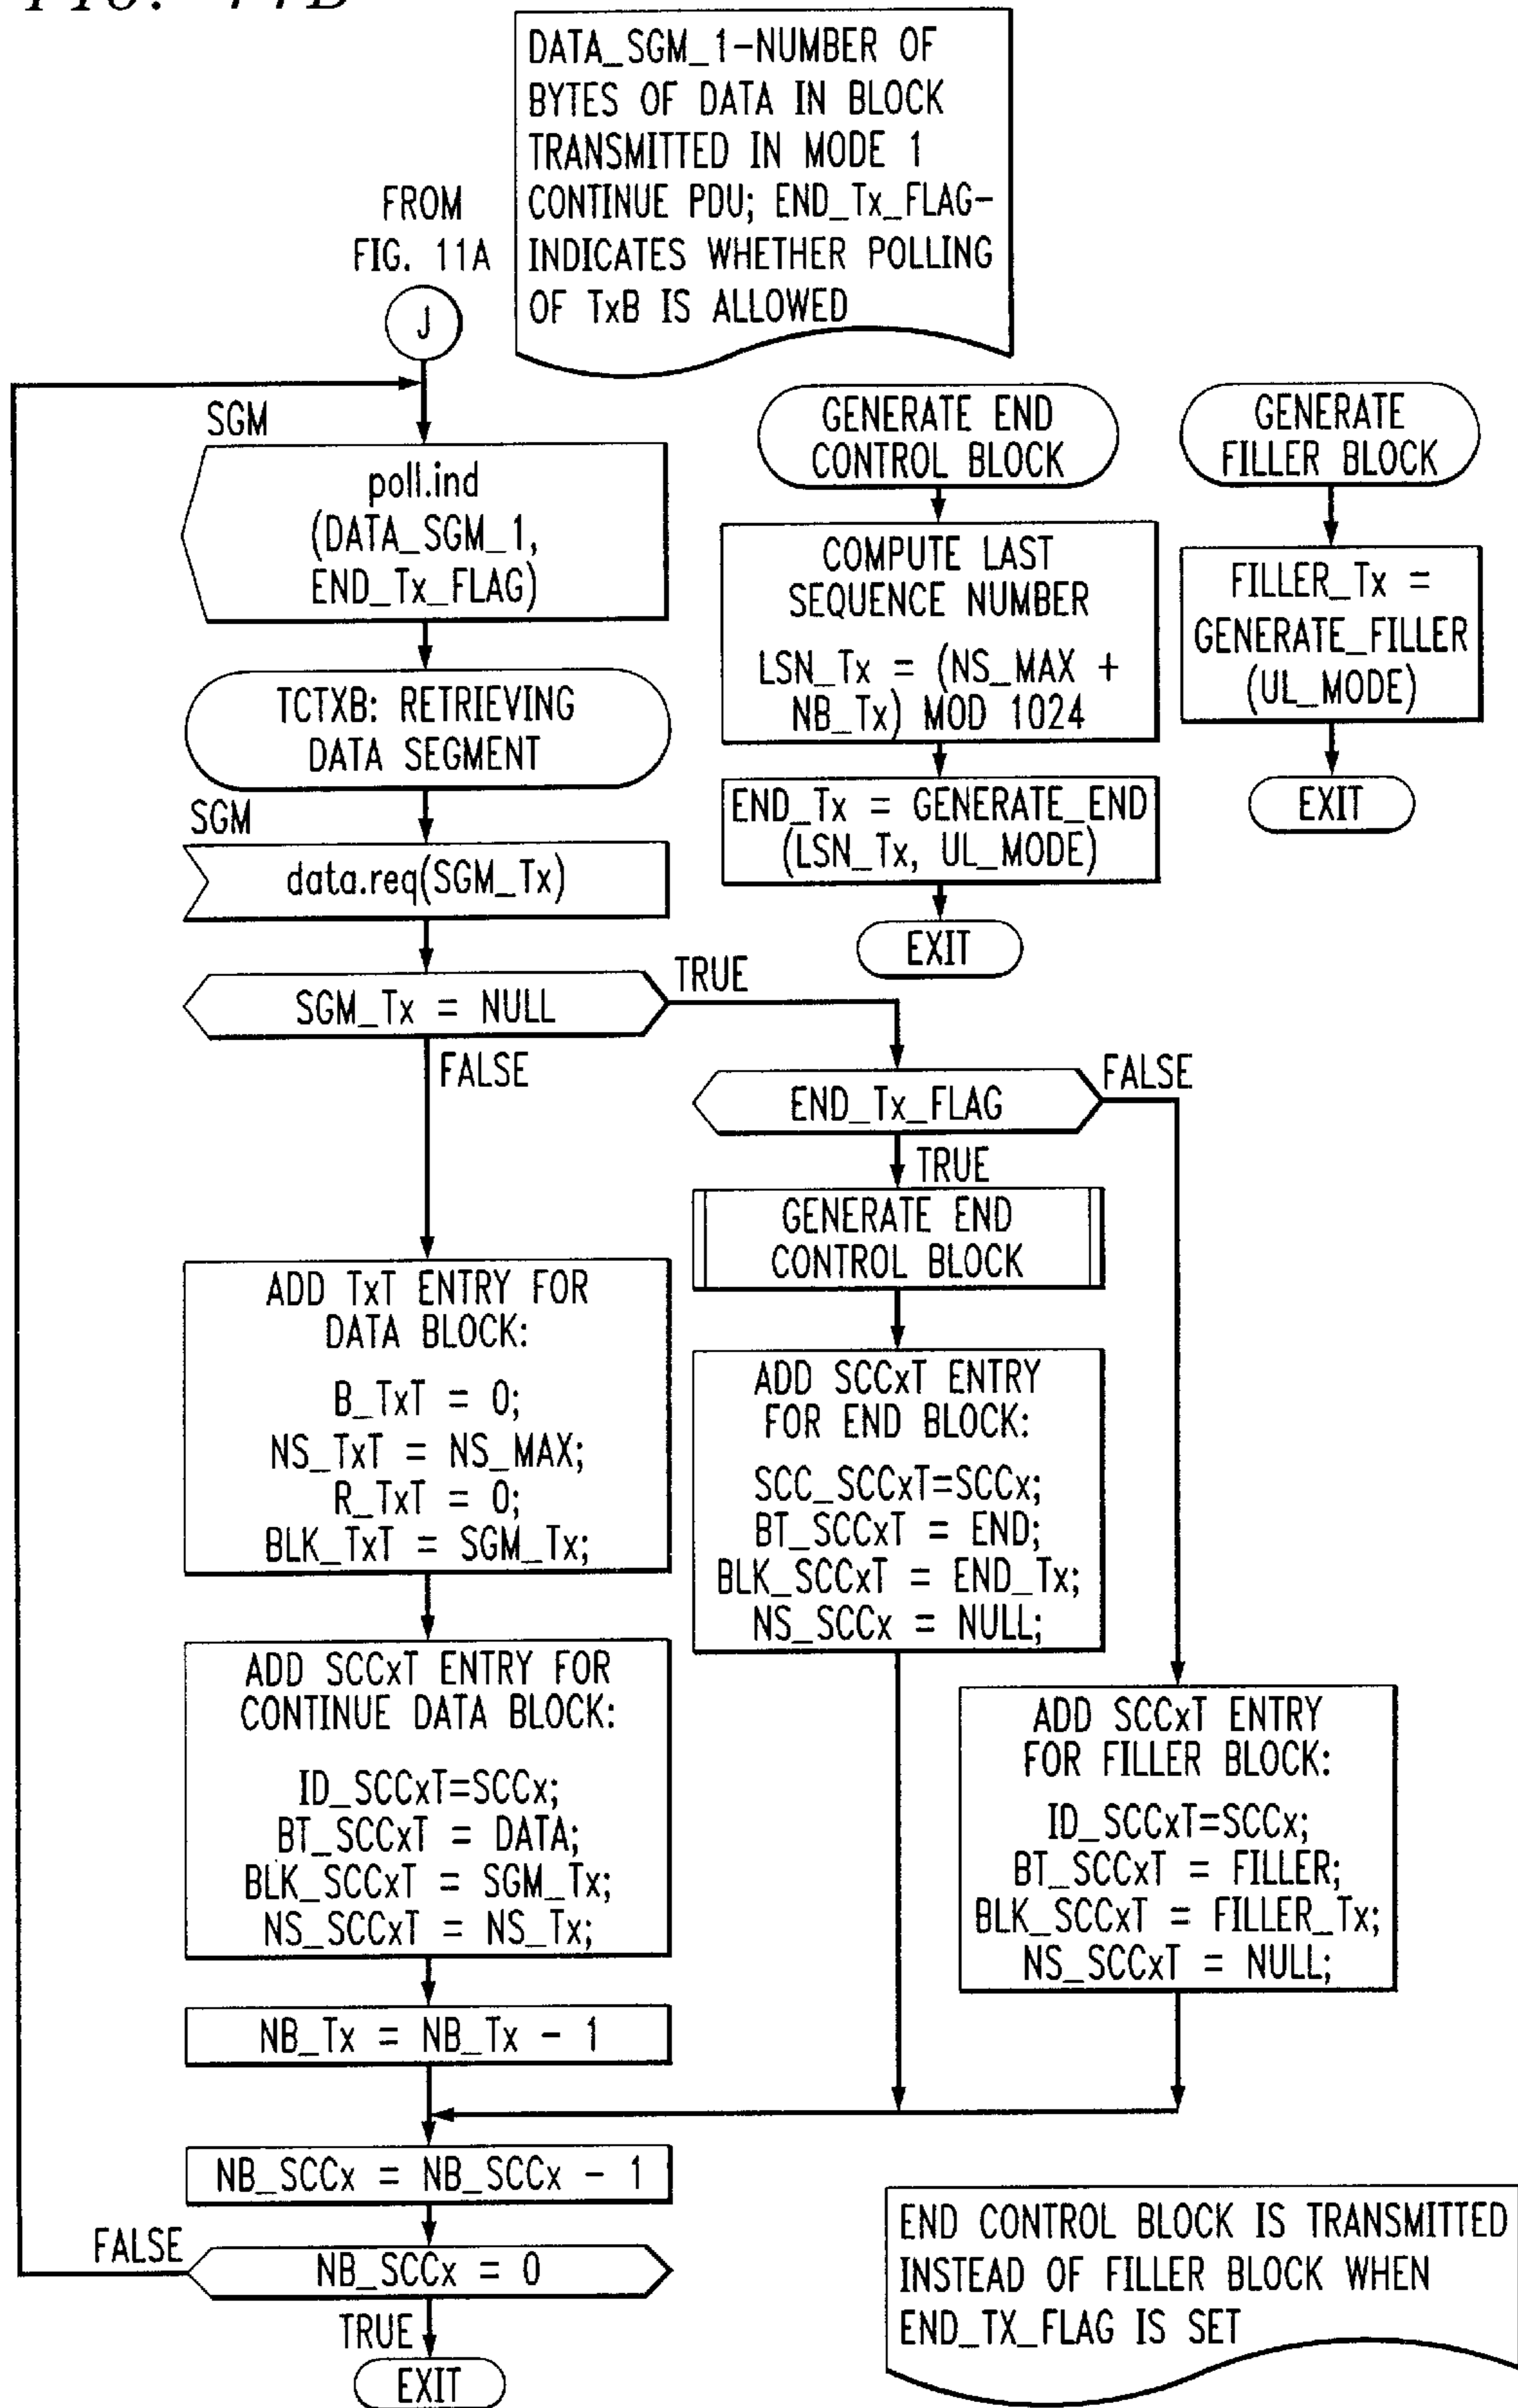 DATA_SGM_1-NUMBER OF
BYTES OF DATA IN BLOCK
TRANSMITTED IN MODE 1
CONTINUE PDU; END_Tx_FLAG-
INDICATES WHETHER POLLING
OF TxB IS ALLOWED
FROM
FIG. 11A
J
SGM
poll.ind
(DATA_SGM_1,
END_Tx_FLAG)
TCTXB: RETRIEVING
DATA SEGMENT
SGM
data.req(SGM_Tx)
SGM_Tx = NULL
TRUE
FALSE
GENERATE END
CONTROL BLOCK
COMPUTE LAST
SEQUENCE NUMBER
LSN_Tx = (NS_MAX +
NB_Tx) MOD 1024
END_Tx = GENERATE_END
(LSN_Tx, UL_MODE)
EXIT
GENERATE
FILLER BLOCK
FILLER_Tx =
GENERATE_FILLER
(UL_MODE)
EXIT
END_Tx_FLAG
FALSE
TRUE
GENERATE END
CONTROL BLOCK
ADD TxT ENTRY FOR
DATA BLOCK:
B_TxT = 0;
NS_TxT = NS_MAX;
R_TxT = 0;
BLK_TxT = SGM_Tx;
ADD SCCxT ENTRY
FOR END BLOCK:
SCC_SCCxT=SCCx;
BT_SCCxT = END;
BLK_SCCxT = END_Tx;
NS_SCCx = NULL;
ADD SCCxT ENTRY FOR
CONTINUE DATA BLOCK:
ID_SCCxT=SCCx;
BT_SCCxT = DATA;
BLK_SCCxT = SGM_Tx;
NS_SCCxT = NS_Tx;
ADD SCCxT ENTRY
FOR FILLER BLOCK:
ID_SCCxT=SCCx;
BT_SCCxT = FILLER;
BLK_SCCxT = FILLER_Tx;
NS_SCCxT = NULL;
NB_Tx = NB_Tx - 1
NB_SCCx = NB_SCCx - 1
FALSE
NB_SCCx = 0
TRUE
EXIT
END CONTROL BLOCK IS TRANSMITTED
INSTEAD OF FILLER BLOCK WHEN
END_TX_FLAG IS SET